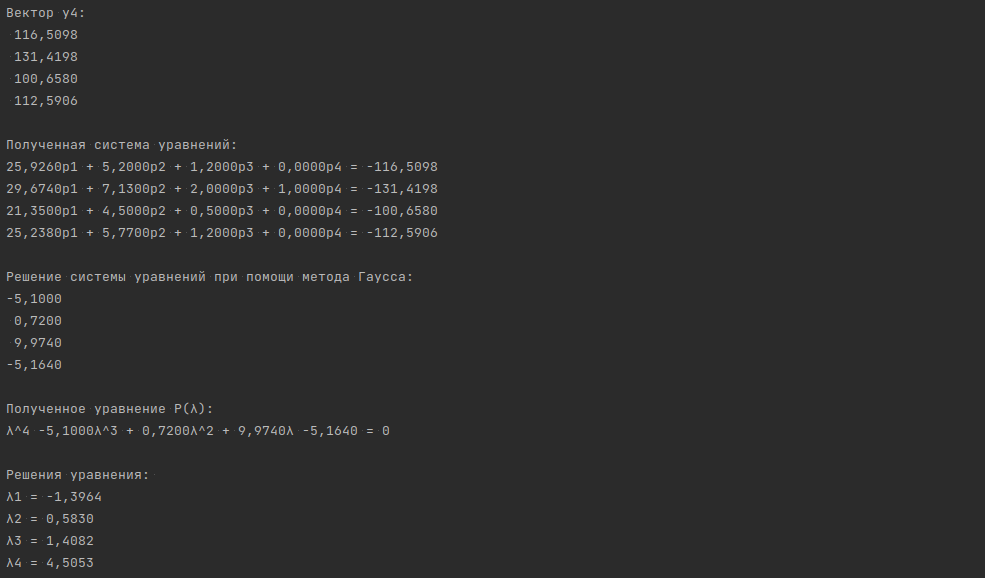 Вектор y4:
116,5098
131,4198
100,6580
112,5906
Полученная система уравнений:
25,9260p1 + 5,2000p2 + 1,2000p3 + 0,0000p4 = -116,5098
29,6740p1 + 7,1300p2 + 2,0000p3 + 1,0000p4 = -131,4198
21,3500p1 + 4,5000p2 + 0,5000p3 + 0,0000p4 = -100,6580
25,2380p1 + 5,7700p2 + 1,2000p3 + 0,0000p4 = -112,5906
Решение системы уравнений при помощи метода Гаусса:
-5,1000
0,7200
9,9740
-5,1640
Полученное уравнение P(λ):
λ^4 -5,1000λ^3 + 0,7200λ^2 + 9,9740λ -5,1640 = 0
Решения уравнения:
λ1 = -1,3964
λ2 = 0,5830
λ3 = 1,4082
λ4 = 4,5053